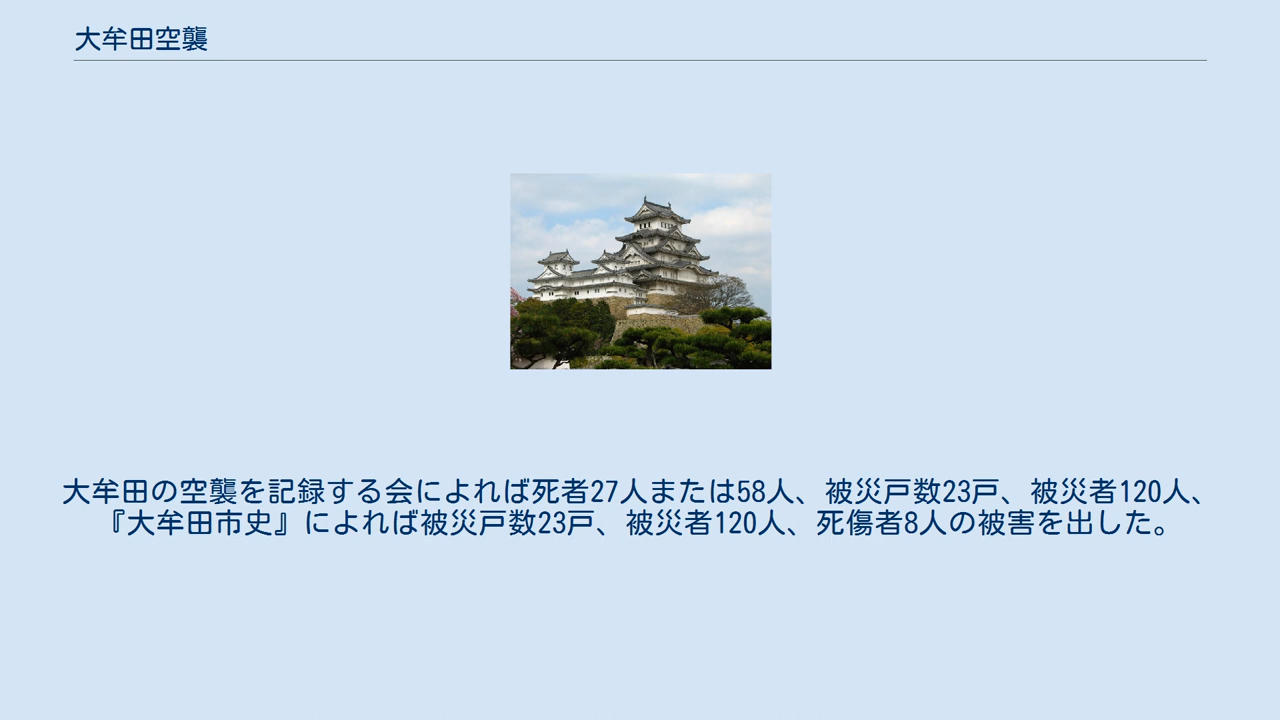 大牟田空襲
大牟田の空襲を記録する会によれば死者27人または58人、被災戸数23戸、被災者120人、
『大牟田市史』によれば被災戸数23戸、被災者120人、死傷者8人の被害を出した。